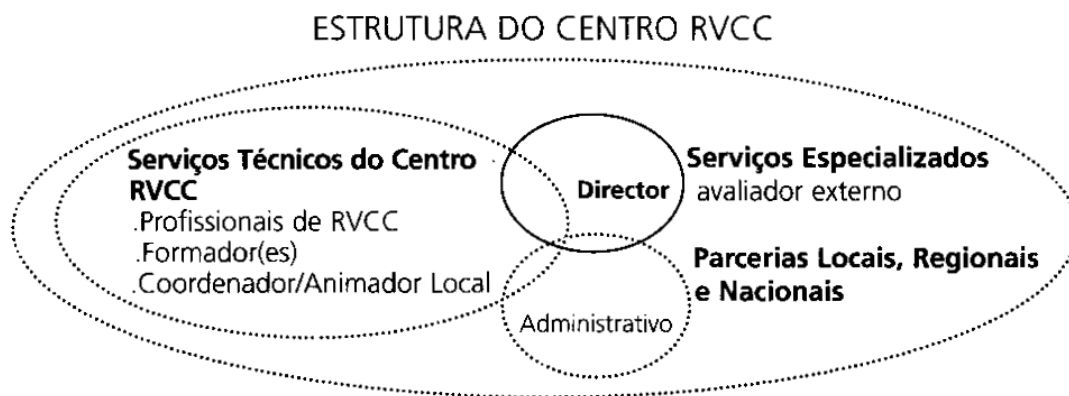 ESTRUTURA DO CENTRO RVCC
Serviços Técnicos do Centro
RVCC
.Profissionais de RVCC
.Formador(es)
.Coordenador/Animador Local
Director
Administrativo
Serviços Especializados
avaliador externo
Parcerias Locais, Regionais
e Nacionais